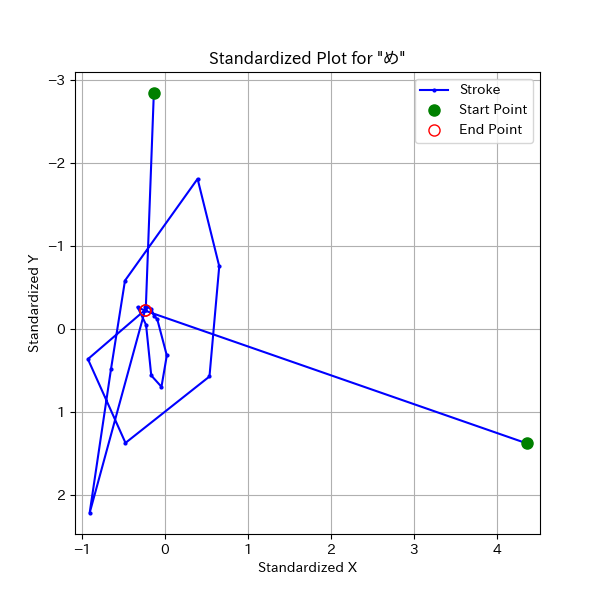 Standardized Plot for "め"
Stroke
Start Point
End Point
Standardized Y
−3
−2
−1
0
1
2
−1 0 1 2 3 4
Standardized X